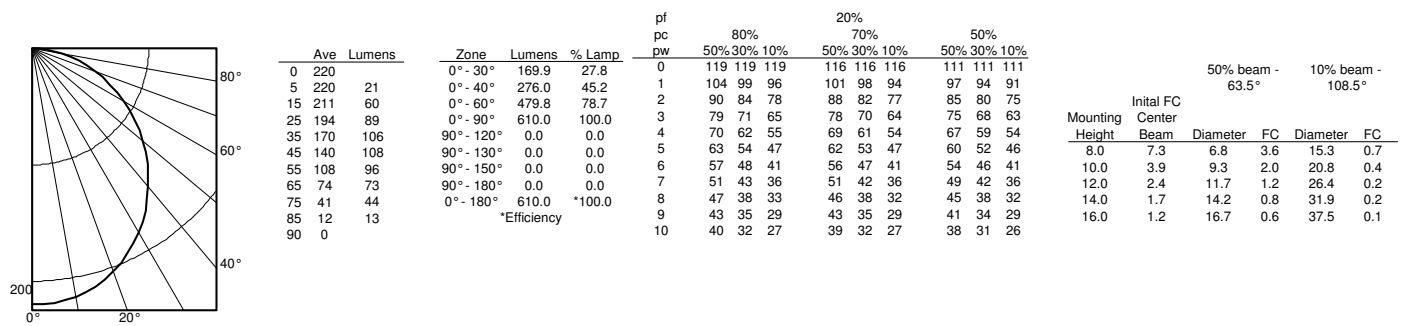 80°
60°
40°
200
0° 20°
Ave Lumens
0 220
5 220 21
15 211 60
25 194 89
35 170 106
45 140 108
55 108 96
65 74 73
75 41 44
85 12 13
90 0
Zone Lumens % Lamp
0° - 30° 169.9 27.8
0° - 40° 276.0 45.2
0° - 60° 479.8 78.7
0° - 90° 610.0 100.0
90° - 120° 0.0 0.0
90° - 130° 0.0 0.0
90° - 150° 0.0 0.0
90° - 180° 0.0 0.0
0° - 180° 610.0 *100.0
*Efficiency
pf 20%
pc 80% 70% 50%
pw 50% 30% 10% 50% 30% 10% 50% 30% 10%
0 119 119 119 116 116 116 111 111 111
1 104 99 96 101 98 94 97 94 91
2 90 84 78 88 82 77 85 80 75
3 79 71 65 78 70 64 75 68 63
4 70 62 55 69 61 54 67 59 54
5 63 54 47 62 53 47 60 52 46
6 57 48 41 56 47 41 54 46 41
7 51 43 36 51 42 36 49 42 36
8 47 38 33 46 38 32 45 38 32
9 43 35 29 43 35 29 41 34 29
10 40 32 27 39 32 27 38 31 26
50% beam - 10% beam -
63.5° 108.5°
Inital FC
Mounting Center
Height Beam Diameter FC Diameter FC
8.0 7.3 6.8 3.6 15.3 0.7
10.0 3.9 9.3 2.0 20.8 0.4
12.0 2.4 11.7 1.2 26.4 0.2
14.0 1.7 14.2 0.8 31.9 0.2
16.0 1.2 16.7 0.6 37.5 0.1